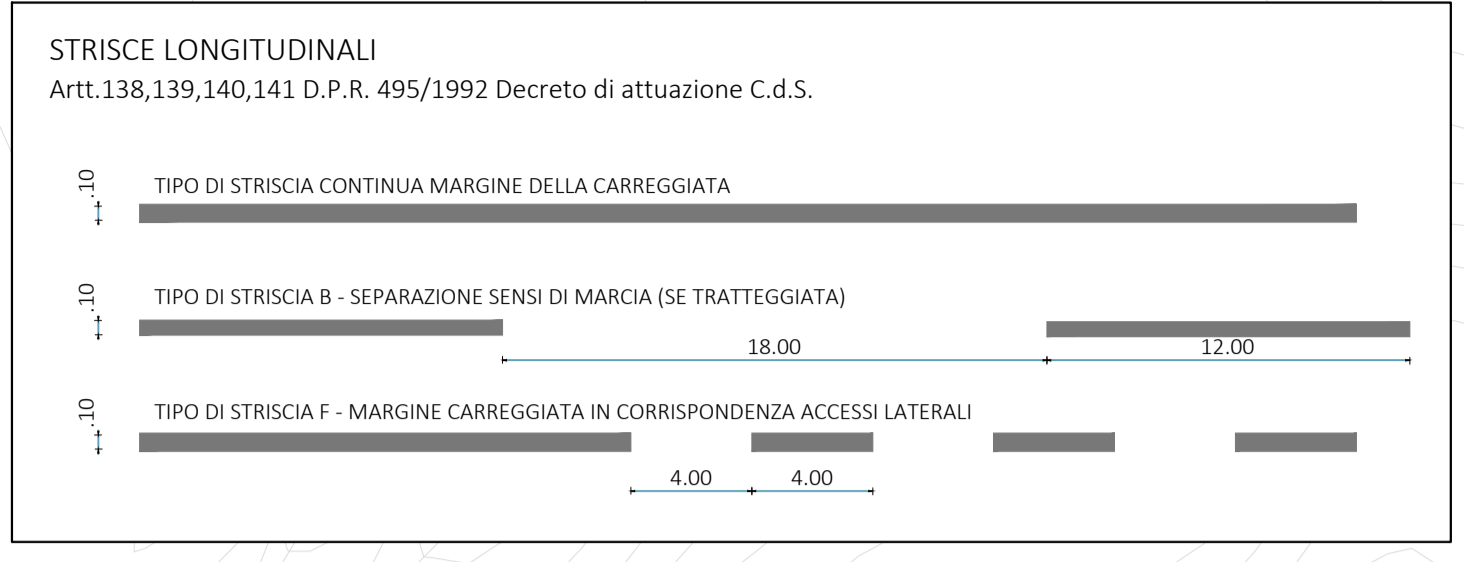 STRISCE LONGITUDINALI
Artt.138,139,140,141 D.P.R. 495/1992 Decreto di attuazione C.d.S.
.10 TIPO DI STRISCIA CONTINUA MARGINE DELLA CARREGGIATA
.10 TIPO DI STRISCIA B - SEPARAZIONE SENSI DI MARCIA (SE TRATTEGGIATA)
18.00 12.00
.10 TIPO DI STRISCIA F - MARGINE CARREGGIATA IN CORRISPONDENZA ACCESSI LATERALI
4.00 4.00